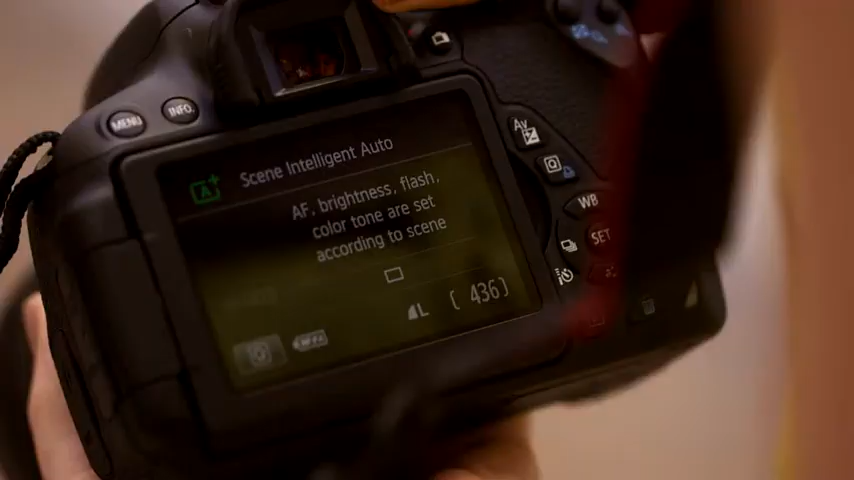 MENU
INFO.
A+
Scene Intelligent Auto
AF, brightness, flash,
color tone are set
according to scene
L [ 436]
Av
Q
WB
SET